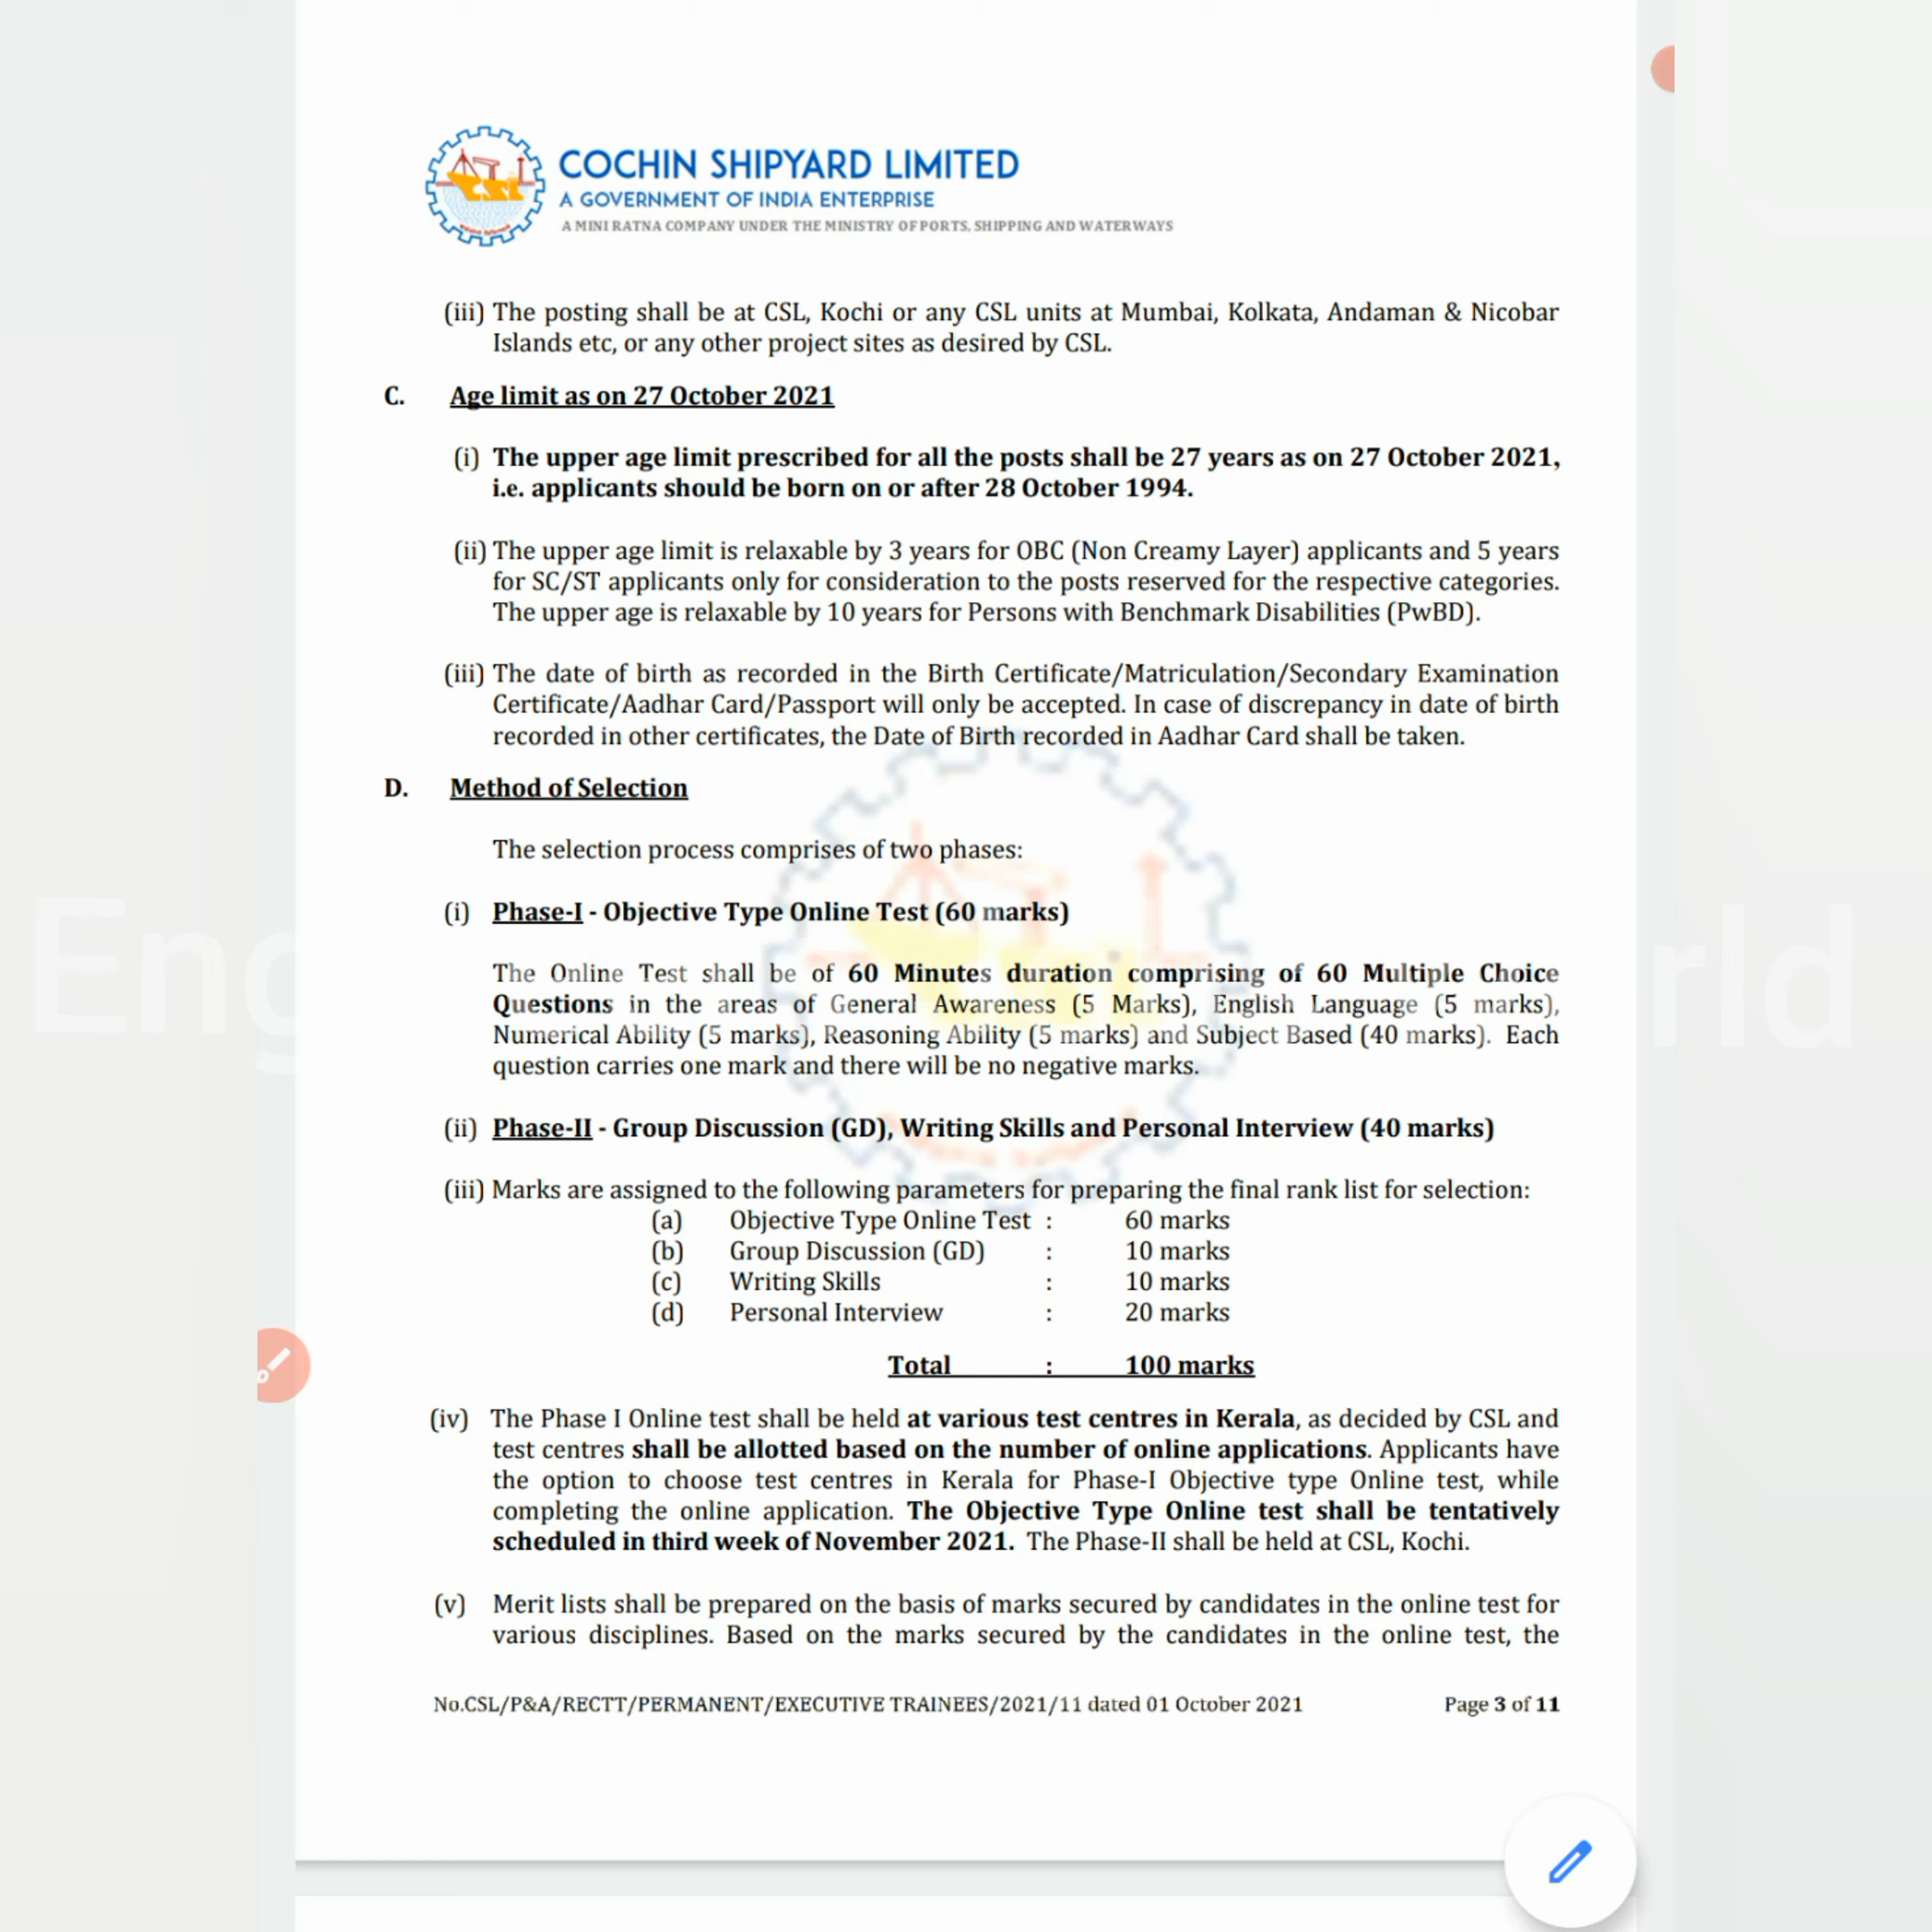 COCHIN SHIPYARD LIMITED
A GOVERNMENT OF INDIA ENTERPRISE
A MINI RATNA COMPANY UNDER THE MINISTRY OF PORTS, SHIPPING AND WATERWAYS
(iii) The posting shall be at CSL, Kochi or any CSL units at Mumbai, Kolkata, Andaman & Nicobar
Islands etc, or any other project sites as desired by CSL.
C. Age limit as on 27 October 2021
(i) The upper age limit prescribed for all the posts shall be 27 years as on 27 October 2021,
i.e. applicants should be born on or after 28 October 1994.
(ii) The upper age limit is relaxable by 3 years for OBC (Non Creamy Layer) applicants and 5 years
for SC/ST applicants only for consideration to the posts reserved for the respective categories.
The upper age is relaxable by 10 years for Persons with Benchmark Disabilities (PwBD).
(iii) The date of birth as recorded in the Birth Certificate/Matriculation/Secondary Examination
Certificate/Aadhar Card/Passport will only be accepted. In case of discrepancy in date of birth
recorded in other certificates, the Date of Birth recorded in Aadhar Card shall be taken.
D. Method of Selection
The selection process comprises of two phases:
(i) Phase-I - Objective Type Online Test (60 marks)
The Online Test shall be of 60 Minutes duration comprising of 60 Multiple Choice
Questions in the areas of General Awareness (5 Marks), English Language (5 marks),
Numerical Ability (5 marks), Reasoning Ability (5 marks) and Subject Based (40 marks). Each
question carries one mark and there will be no negative marks.
(ii) Phase-II - Group Discussion (GD), Writing Skills and Personal Interview (40 marks)
(iii) Marks are assigned to the following parameters for preparing the final rank list for selection:
(a) Objective Type Online Test : 60 marks
(b) Group Discussion (GD) : 10 marks
(c) Writing Skills : 10 marks
(d) Personal Interview : 20 marks
Total : 100 marks
(iv) The Phase I Online test shall be held at various test centres in Kerala, as decided by CSL and
test centres shall be allotted based on the number of online applications. Applicants have
the option to choose test centres in Kerala for Phase-I Objective type Online test, while
completing the online application. The Objective Type Online test shall be tentatively
scheduled in third week of November 2021. The Phase-II shall be held at CSL, Kochi.
(v) Merit lists shall be prepared on the basis of marks secured by candidates in the online test for
various disciplines. Based on the marks secured by the candidates in the online test, the
No.CSL/P&A/RECTT/PERMANENT/EXECUTIVE TRAINEES/2021/11 dated 01 October 2021 Page 3 of 11